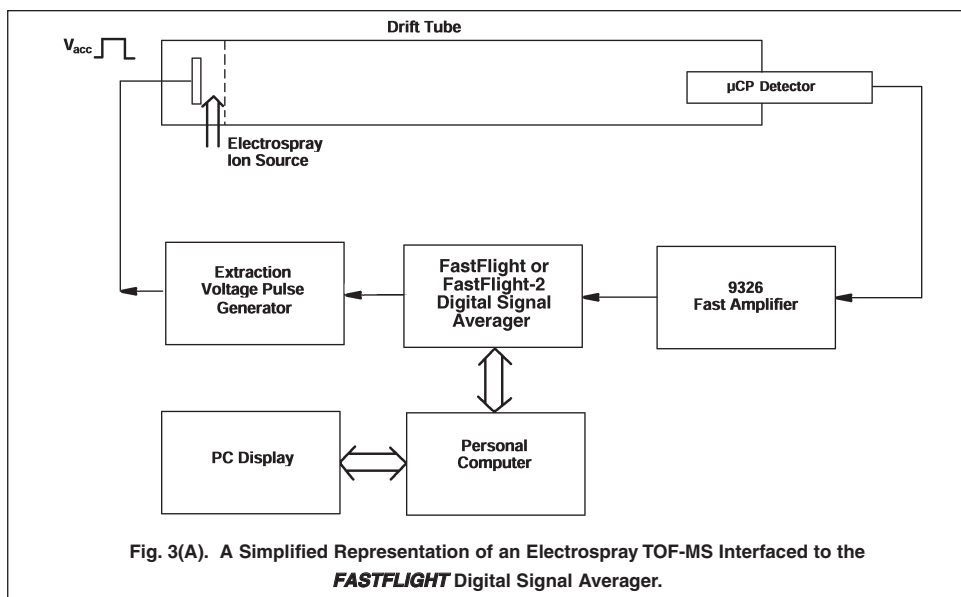 Drift Tube
Vacc
µCP Detector
Electrospray
Ion Source
Extraction
Voltage Pulse
Generator
FastFlight or
FastFlight-2
Digital Signal
Averager
9326
Fast Amplifier
PC Display
Personal
Computer
Fig. 3(A). A Simplified Representation of an Electrospray TOF-MS Interfaced to the
FASTFLIGHT Digital Signal Averager.